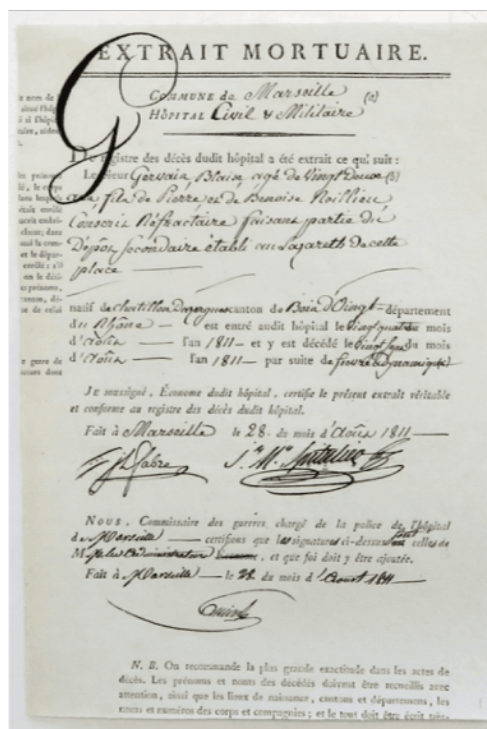 EXTRAIT MORTUAIRE.
G
COMMUNE de Marseille (a)
HÔPITAL Civil & Militaire
Du registre des décès dudit hôpital a été extrait ce qui suit :
Le sieur Gervais Blaise agé de Vingt Deux (b)
ans fils de Pierre et de Benoise
Conscrit Réfractaire faisant partie du
Dépôt Secondaire établi au Lazareth de cette
place
natif de Chatillon canton de Bois d'Oingt département
du Rhône est entré audit hôpital le vingt quatre du mois
d'Août l'an 1811 et y est décédé le vingt du mois
d'Août l'an 1811 par suite de fievre adynamique
JE soussigné, Économe dudit hôpital, certifie le présent extrait véritable
et conforme au registre des décès dudit hôpital.
Fait à Marseille le 28. du mois d'Août 1811
NOUS, Commissaire des guerres, chargé de la police de l'hôpital
de Marseille certifions que les signatures ci-dessus sont celles de
et que foi doit y être ajoutée.
Fait à Marseille le 28. du mois d'Aoust 1811
N. B. On recommande la plus grande exactitude dans les actes de
décès. Les prénoms et noms des décédés doivent être recueillis avec
attention, ainsi que les lieux de naissance, cantons et départemens, les
noms et numéros des corps et compagnies; et le tout doit être écrit très-